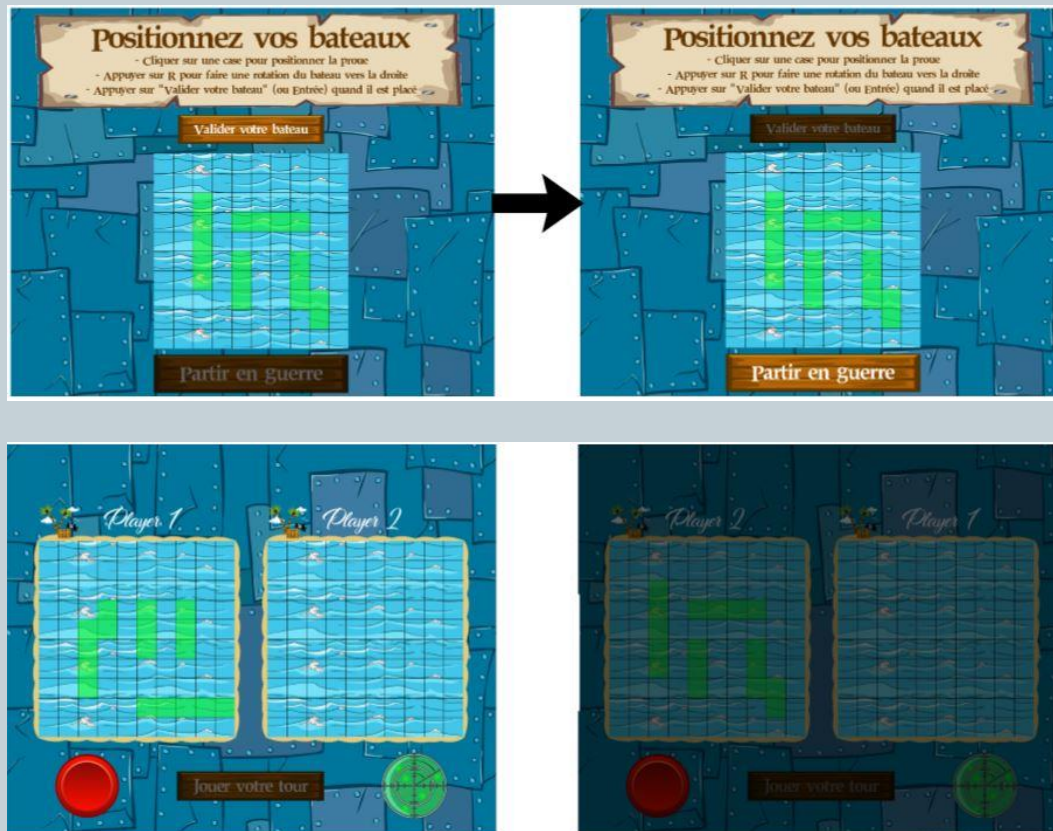 Positionnez vos bateaux
- Cliquer sur une case pour positionner la proue
- Appuyer sur R pour faire une rotation du bateau vers la droite
- Appuyer sur "Valider votre bateau" (ou Entrée) quand il est placé
Valider votre bateau
Partir en guerre
Positionnez vos bateaux
- Cliquer sur une case pour positionner la proue
- Appuyer sur R pour faire une rotation du bateau vers la droite
- Appuyer sur "Valider votre bateau" (ou Entrée) quand il est placé
Valider votre bateau
Partir en guerre
Player 1
Player 2
Jouer votre tour
Player 2
Player 1
Jouer votre tour